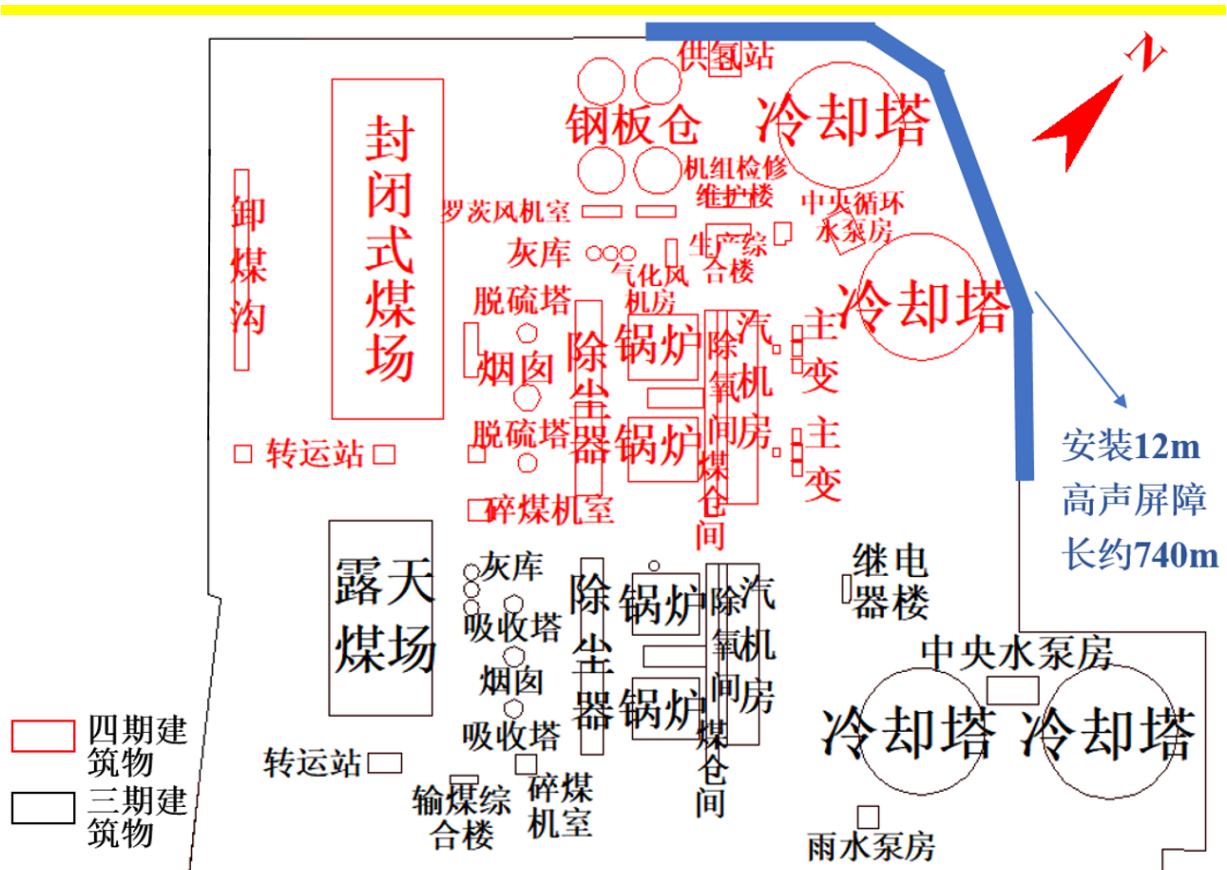 供氢站
N
冷却塔
钢板仓
封闭式煤场
机组检修
维护楼
卸煤沟
罗茨风机室
中央循环
水泵房
灰库
生产综
合楼
气化风
机房
脱硫塔
冷却塔
烟囱
除尘器
锅炉
除氧间
汽机房
主变
脱硫塔
锅炉
煤仓间
主变
转运站
碎煤机室
安装12m
高声屏障
长约740m
露天
煤场
灰库
吸收塔
烟囱
吸收塔
除尘器
锅炉
锅炉
除氧间
汽机房
煤仓间
继电
器楼
中央水泵房
冷却塔
冷却塔
四期建
筑物
三期建
筑物
转运站
输煤综
合楼
碎煤
机室
雨水泵房